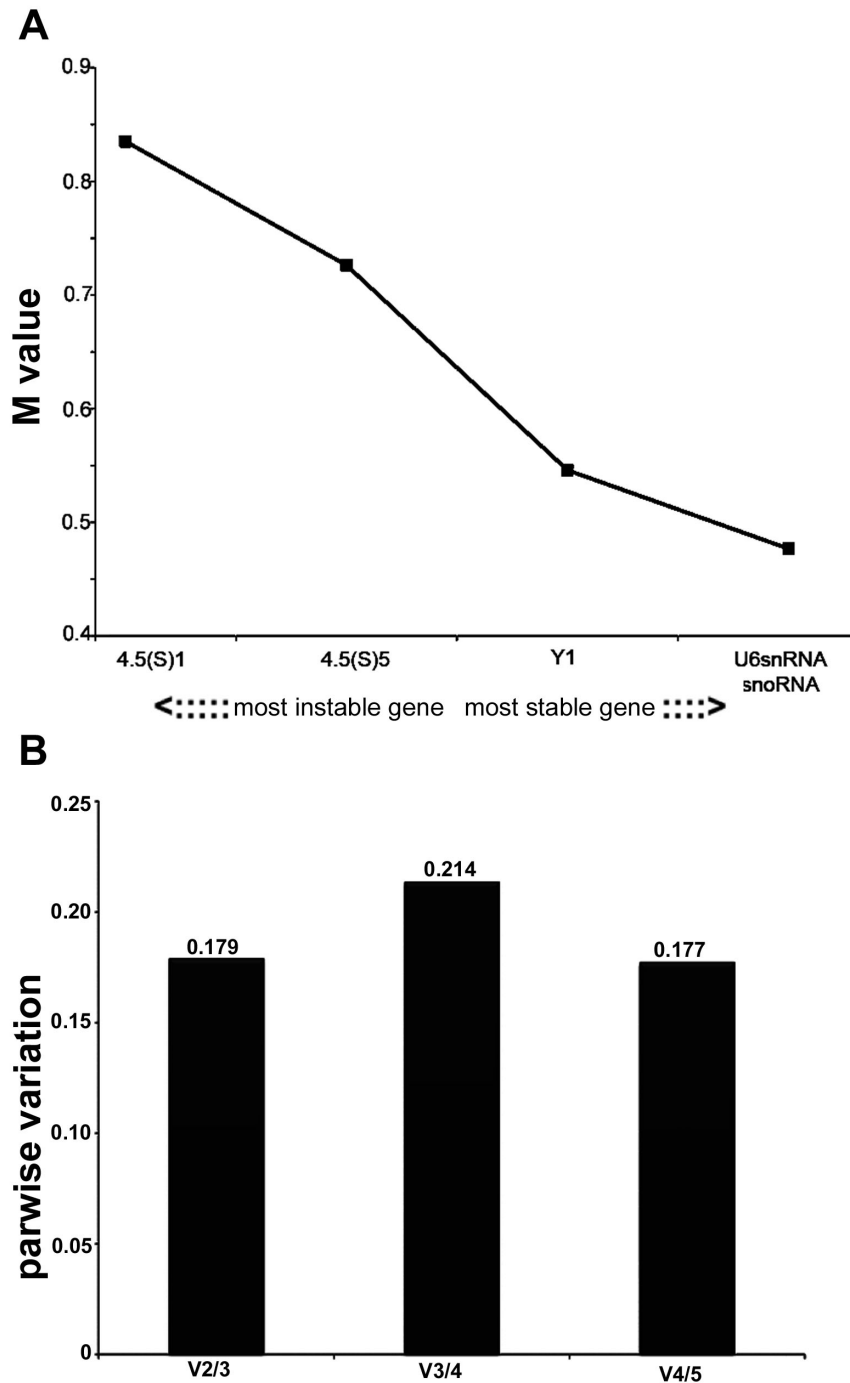 A
0.9
0.8
0.7
0.6
0.5
0.4
M value
4.5(S)1 4.5(S)5 Y1 U6snRNA
snoRNA
most instable gene most stable gene
B
0.25
0.20
0.15
0.10
0.05
0
parwise variation
0.179
0.214
0.177
V2/3 V3/4 V4/5